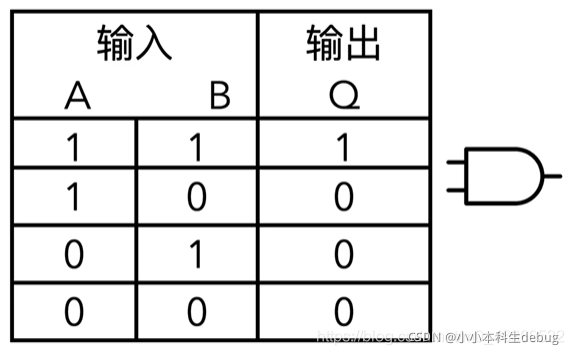 输入 输出
A B Q
1 1 1
1 0 0
0 1 0
0 0 0
CSDN @小小本科生debug